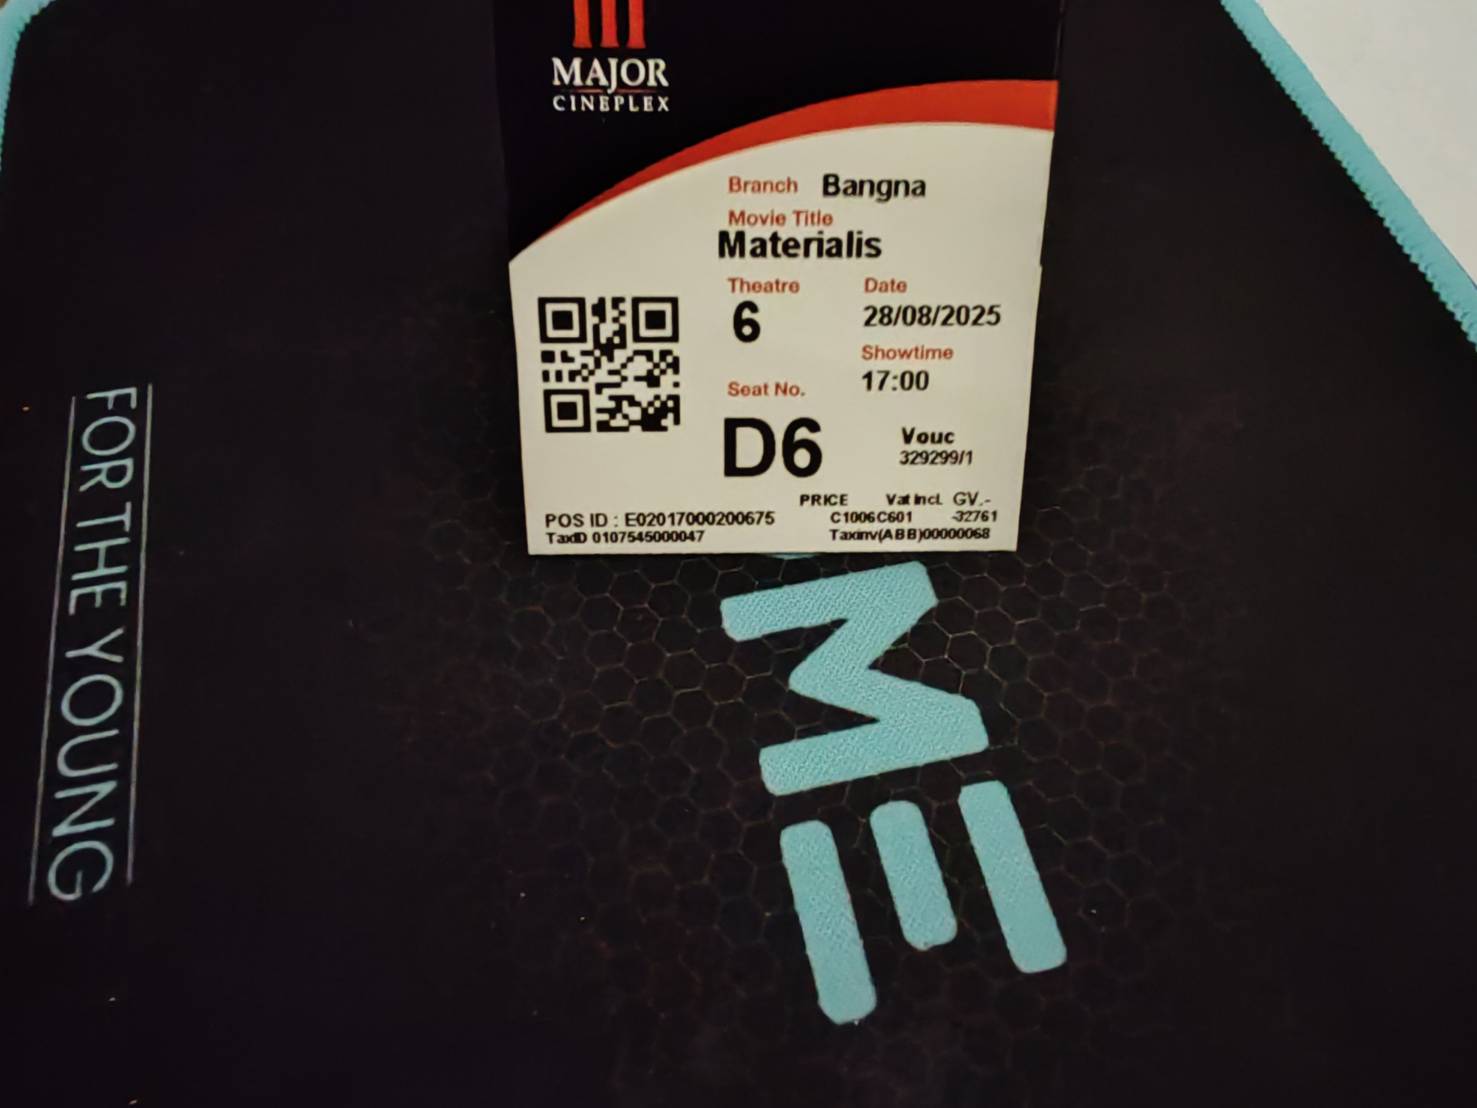 MAJOR
CINEPLEX
Branch Bangna
Movie Title
Materialis
Theatre Date
6 28/08/2025
Showtime
17:00
Seat No.
D6
Vouc
329299/1
PRICE Vat Incl. GV.-
POS ID : E02017000200675 C1006C601 -32761
TaxID 0107545000047 TaxInv(ABB)00000068
FOR THE YOUNG
ME